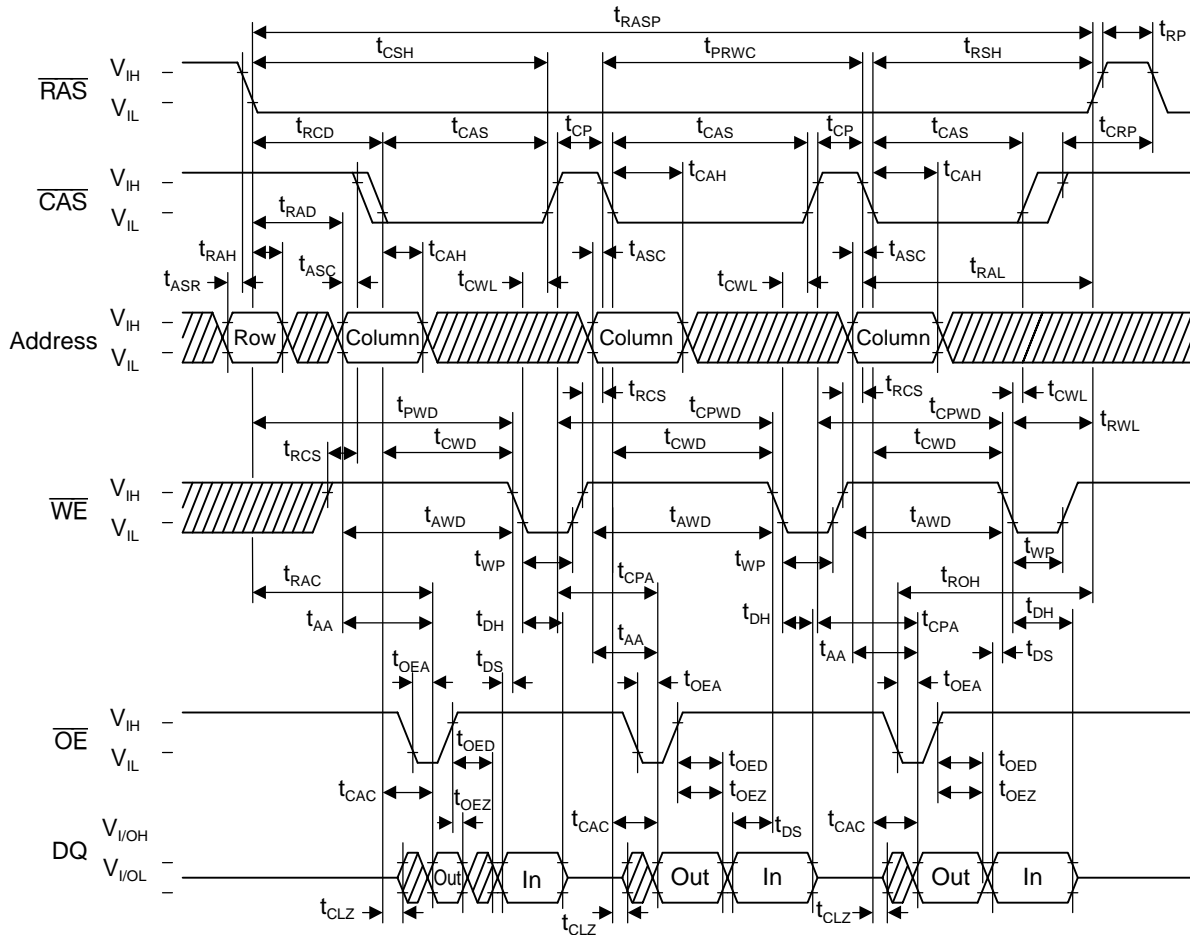 tRASP
tRP
tCSH
tPRWC
tRSH
RAS
VIH
VIL
tRCD
tCAS
tCP
tCAS
tCP
tCAS
tCRP
CAS
VIH
VIL
tCAH
tCAH
tRAD
tRAH
tASC
tCAH
tASC
tASC
tASR
tCWL
tCWL
tRAL
Address
VIH
VIL
Row
Column
Column
Column
tRCS
tRCS
tCWL
tPWD
tCPWD
tCPWD
tRWL
tRCS
tCWD
tCWD
tCWD
WE
VIH
VIL
tAWD
tAWD
tAWD
tWP
tWP
tWP
tRAC
tCPA
tROH
tAA
tDH
tAA
tDH
tCPA
tDH
tAA
tOEA
tDS
tOEA
tOEA
tDS
OE
VIH
VIL
tOED
tOED
tOED
tCAC
tOEZ
tOEZ
tOEZ
tCAC
tDS
tCAC
DQ
VI/OH
VI/OL
Out
In
Out
In
Out
In
tCLZ
tCLZ
tCLZ